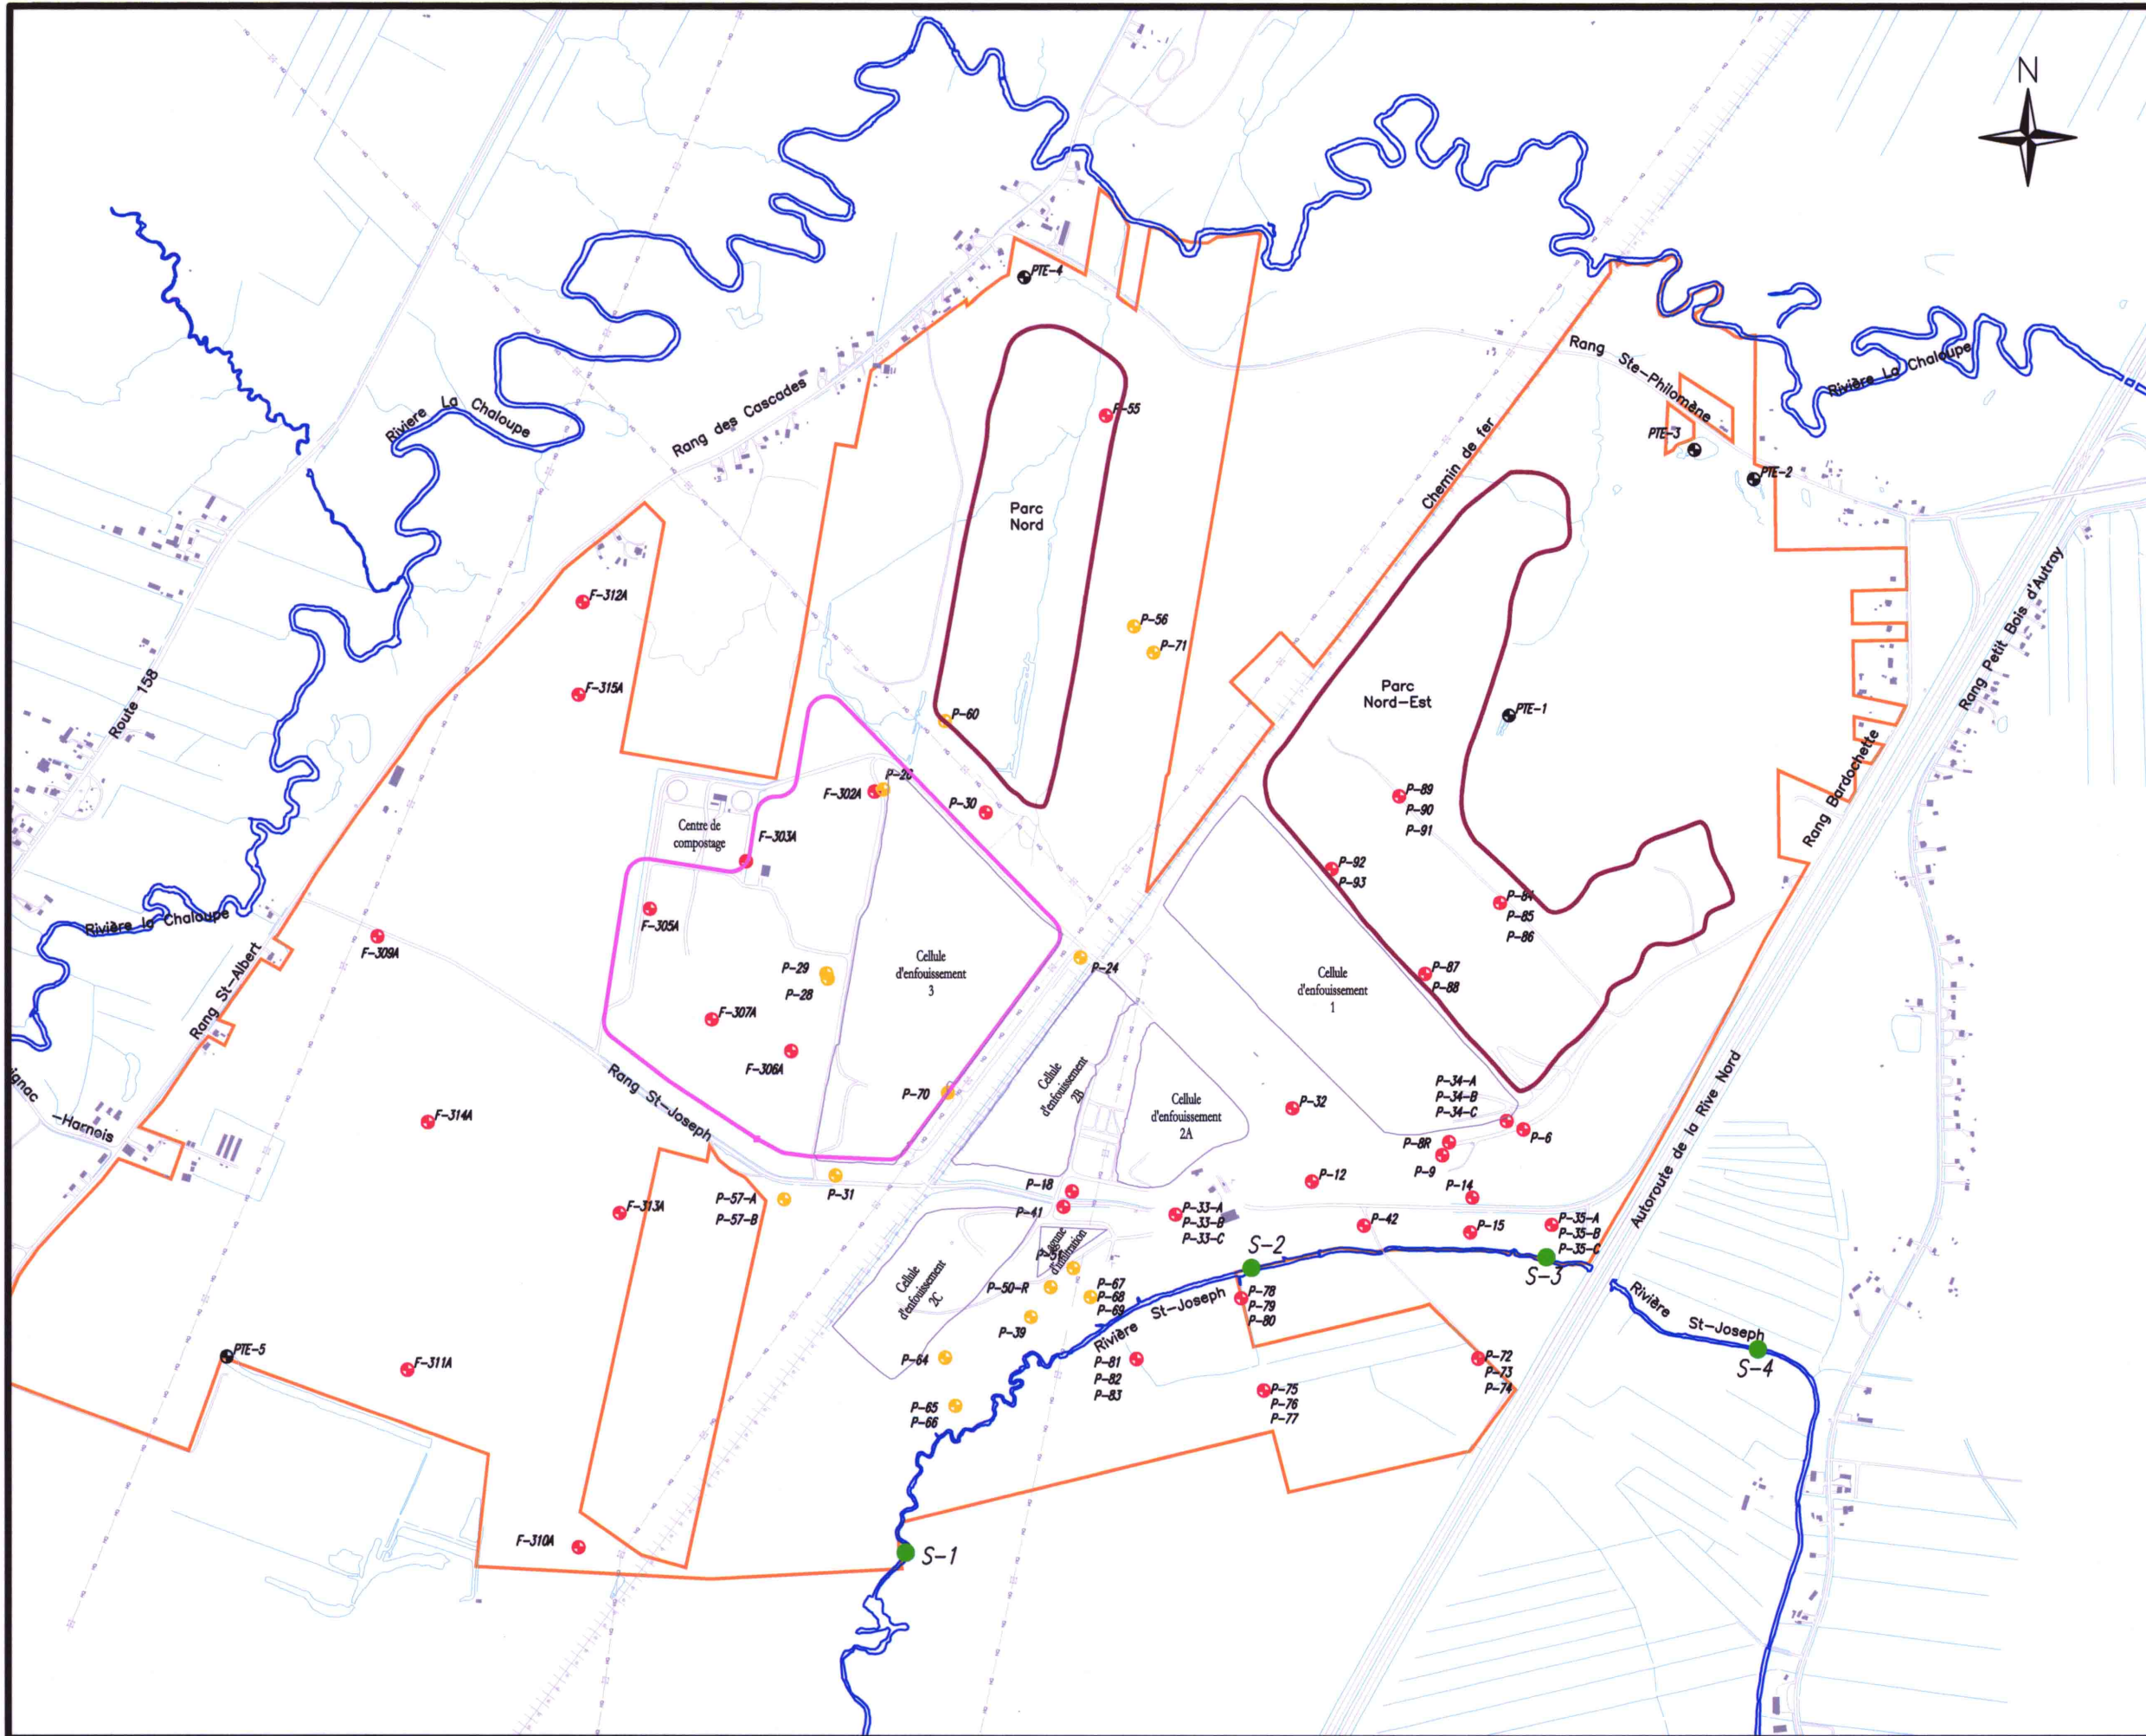 N
PTE-4
Rang Ste-Philomène
Rivière La Chaloupe
Riviere La Chaloupe
Rang des Cascades
P-55
Chemin de fer
PTE-3
PTE-2
Parc
Nord
Rang Petit Bois d'Autray
F-312A
P-56
P-71
Route 158
F-315A
Parc
Nord-Est
PTE-1
P-60
Rang Bardochette
F-302A
P-30
P-89
P-90
P-91
Centre de
compostage
F-303A
P-92
P-93
P-84
P-85
P-86
Rivière la Chaloupe
F-305A
F-309A
Rang St-Albert
P-29
P-28
Cellule
d'enfouissement
3
P-24
Cellule
d'enfouissement
1
P-87
P-88
F-307A
F-306A
P-70
Rang St-Joseph
Cellule
d'enfouissement
2B
Cellule
d'enfouissement
2A
P-32
P-34-A
P-34-B
P-34-C
P-6
P-8R
P-9
Autoroute de la Rive Nord
ignac -Harnois
F-314A
P-12
P-14
P-18
P-41
P-31
P-57-A
P-57-B
F-313A
P-33-A
P-33-B
P-33-C
P-42
P-15
P-35-A
P-35-B
P-35-C
Lagune
d'infiltration
S-2
S-3
Cellule
d'enfouissement
2C
P-50-R
P-67
P-68
P-69
P-78
P-79
P-80
P-39
Rivière St-Joseph
Rivière St-Joseph
S-4
PTE-5
F-311A
P-64
P-81
P-82
P-83
P-72
P-73
P-74
P-75
P-76
P-77
P-65
P-66
F-310A
S-1